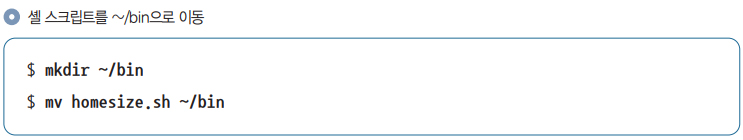 셸 스크립트를 ~/bin으로 이동
$ mkdir ~/bin
$ mv homesize.sh ~/bin